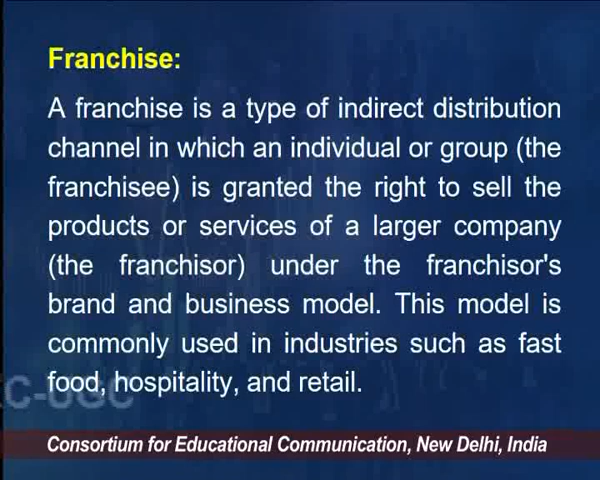 Franchise:
A franchise is a type of indirect distribution
channel in which an individual or group (the
franchisee) is granted the right to sell the
products or services of a larger company
(the franchisor) under the franchisor's
brand and business model. This model is
commonly used in industries such as fast
food, hospitality, and retail.
C-UGC
Consortium for Educational Communication, New Delhi, India